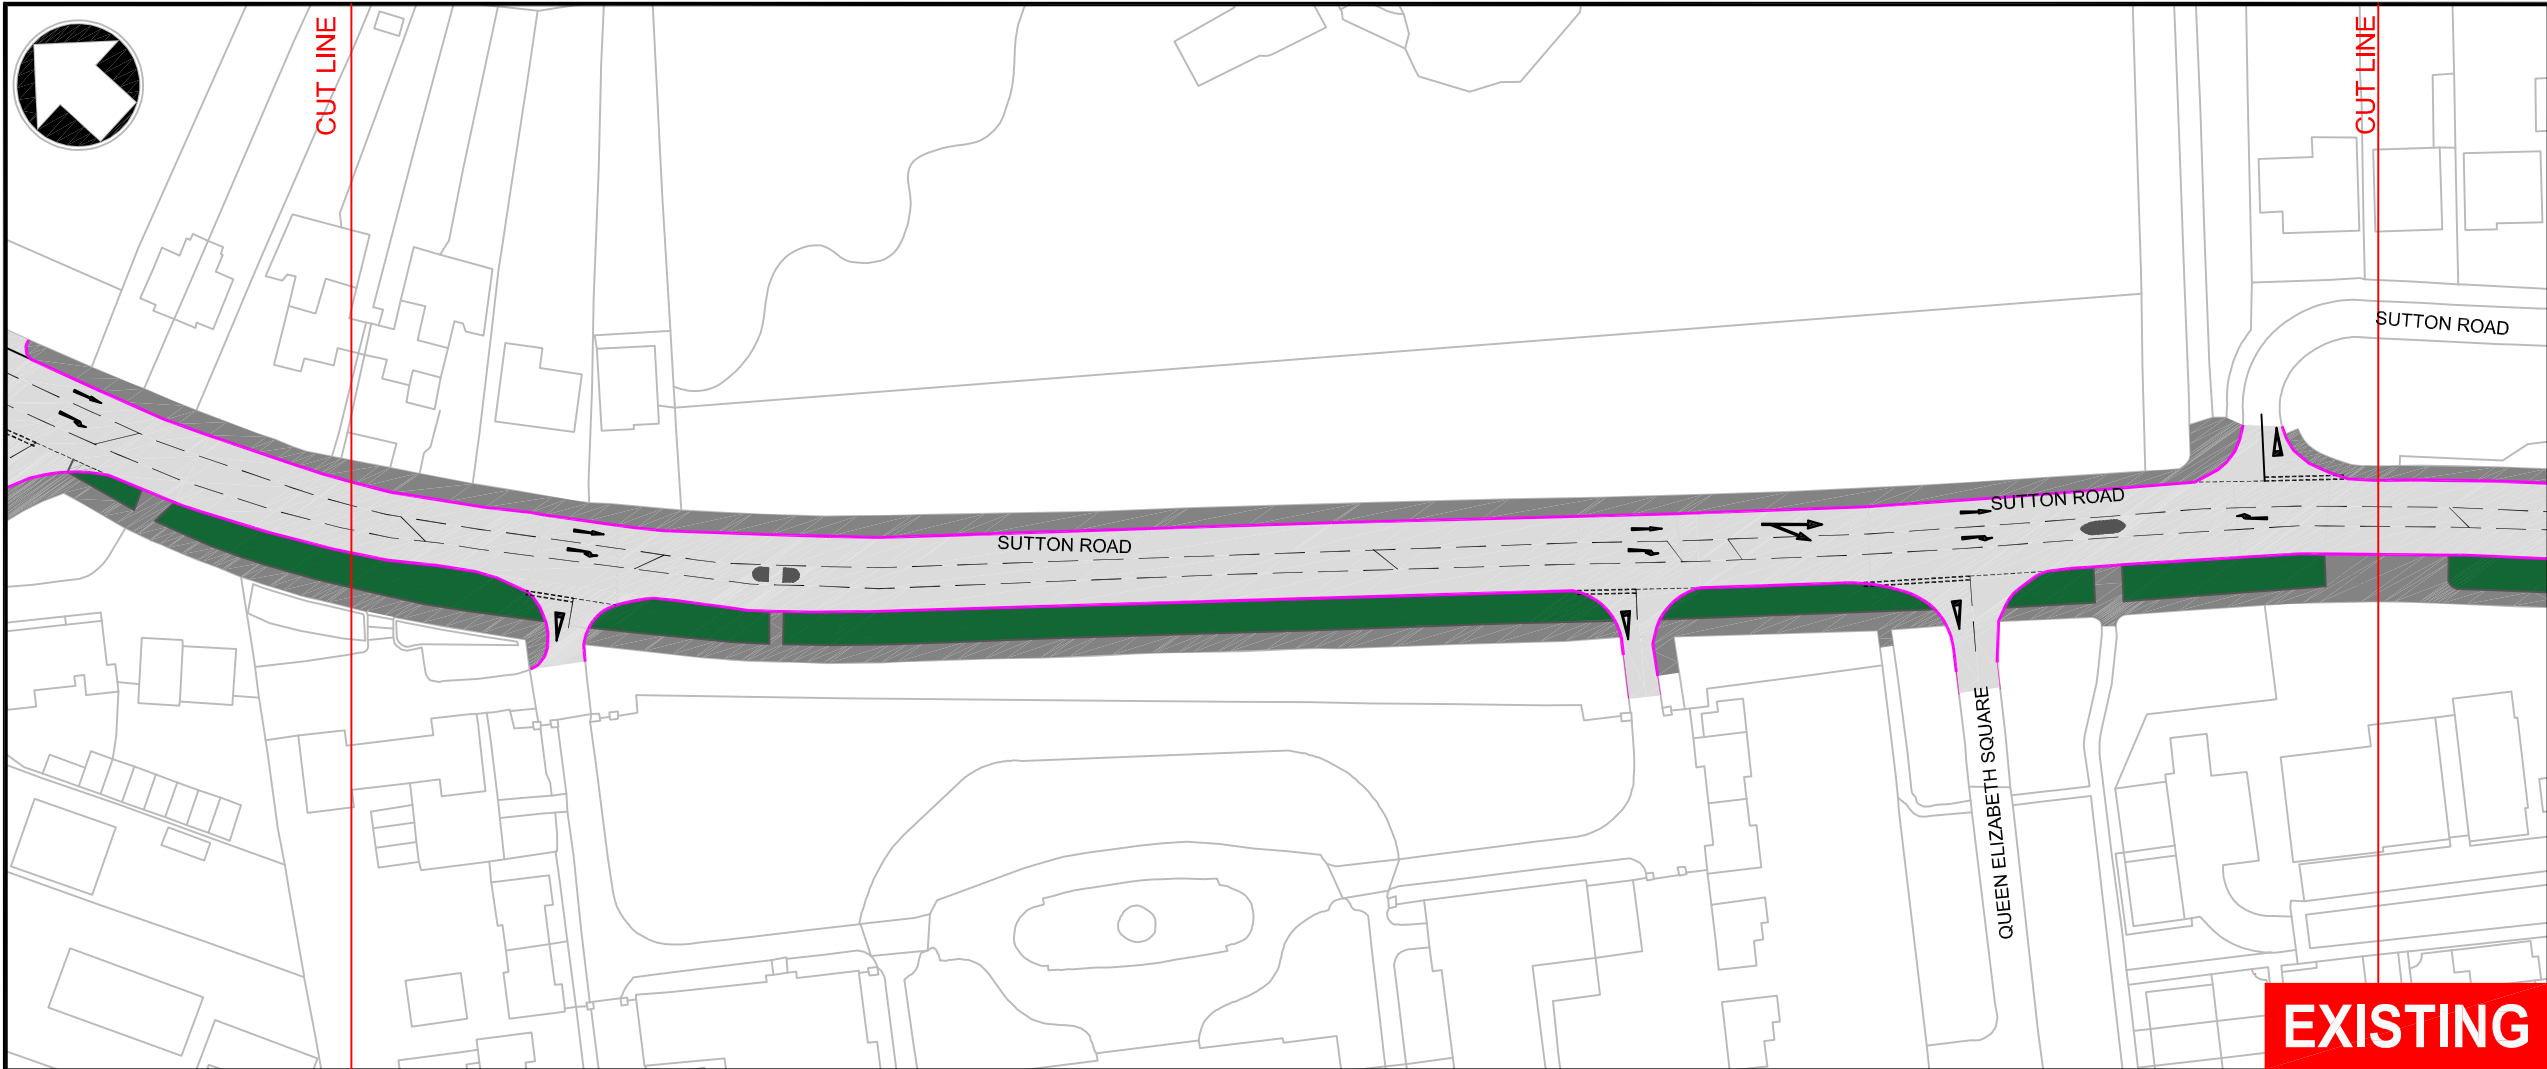 CUT LINE
CUT LINE
SUTTON ROAD
SUTTON ROAD
SUTTON ROAD
QUEEN ELIZABETH SQUARE
EXISTING